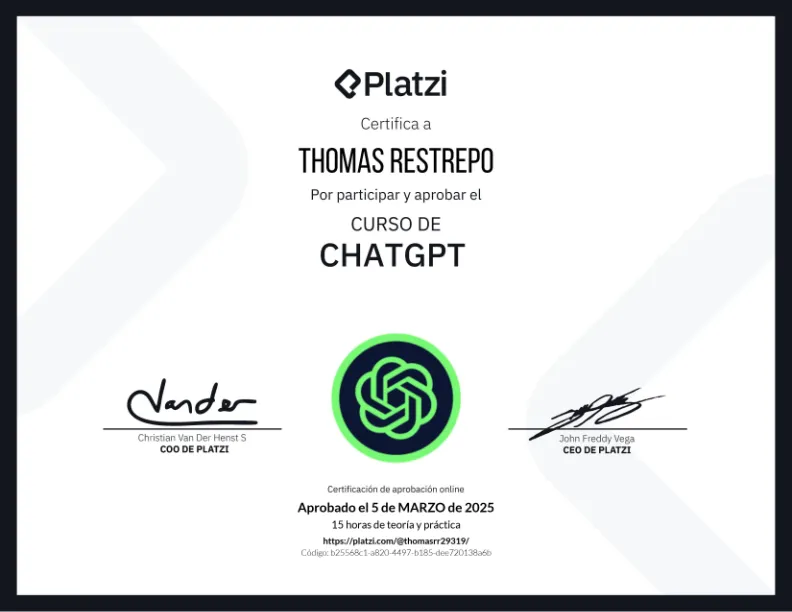 Platzi
Certifica a
THOMAS RESTREPO
Por participar y aprobar el
CURSO DE
CHATGPT
Vander
Christian Van Der Henst S
COO DE PLATZI
John Freddy Vega
CEO DE PLATZI
Certificación de aprobación online
Aprobado el 5 de MARZO de 2025
15 horas de teoría y práctica
https://platzi.com/@thomasrr29319/
Código: b25568c1-a820-4497-b185-dee720138a6b